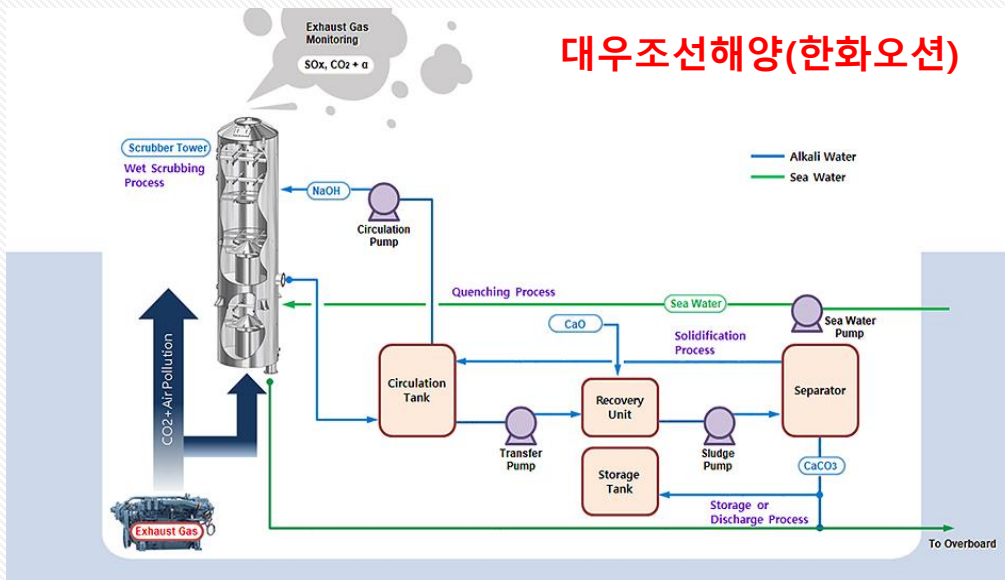 Exhaust Gas
Monitoring
SOx, CO2 + α
대우조선해양(한화오션)
Scrubber Tower
Wet Scrubbing
Process
Alkali Water
Sea Water
NaOH
Circulation
Pump
Quenching Process
Sea Water
Sea Water
Pump
CaO
Solidification
Process
Circulation
Tank
Recovery
Unit
Separator
CO2+Air Pollution
Transfer
Pump
Sludge
Pump
CaCO3
Storage
Tank
Storage or
Discharge Process
Exhaust Gas
To Overboard